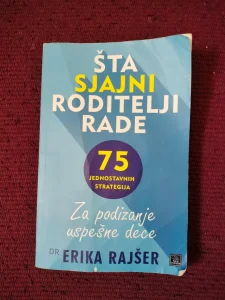 ŠTA
SJAJNI
RODITELJI
RADE
75
JEDNOSTAVNIH
STRATEGIJA
Za podizanje
uspešne dece
DR ERIKA RAJŠER